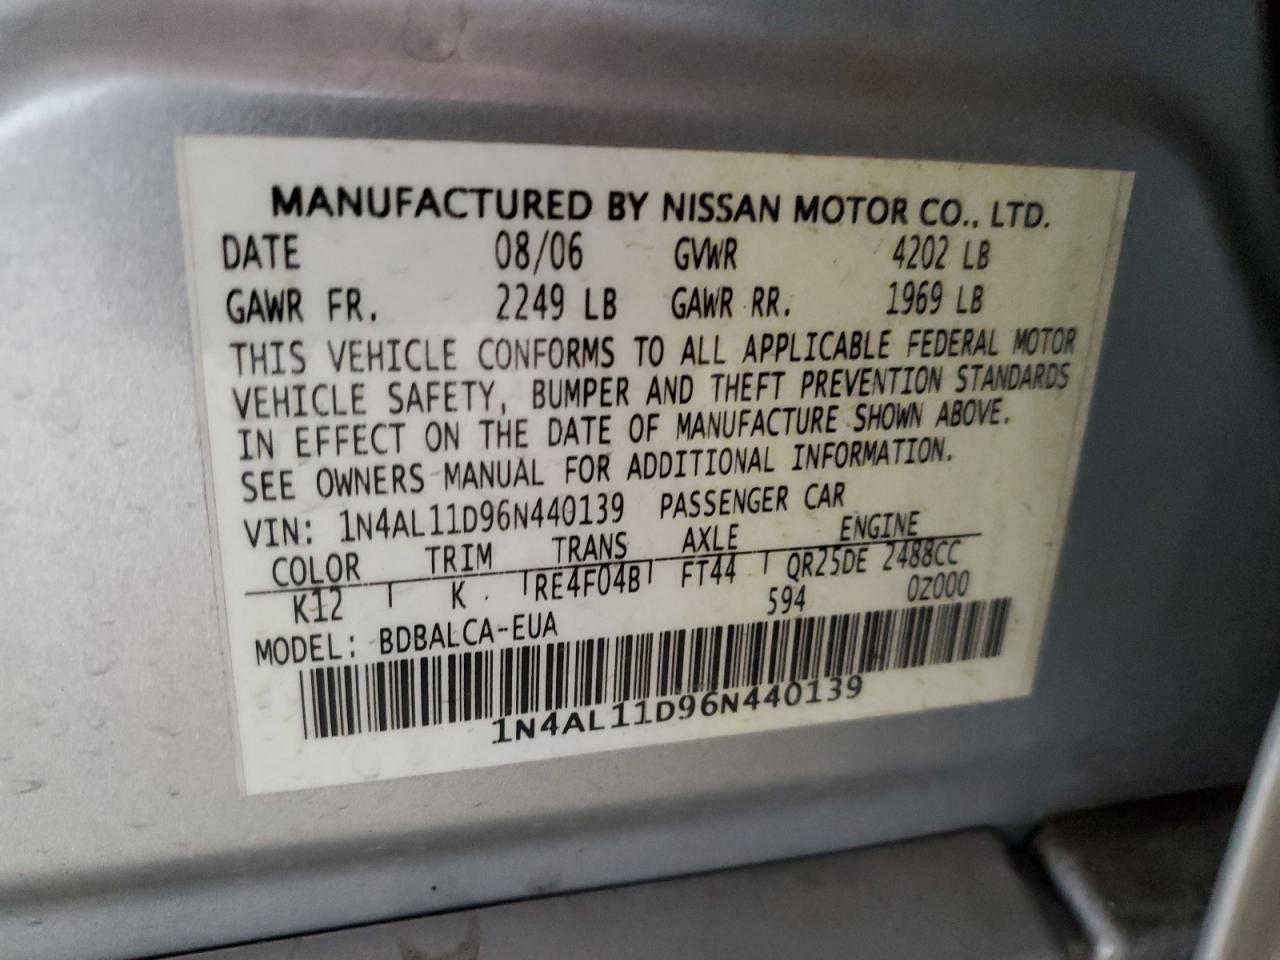 MANUFACTURED BY NISSAN MOTOR CO., LTD.
DATE 08/06 GVWR 4202 LB
GAWR FR. 2249 LB GAWR RR. 1969 LB
THIS VEHICLE CONFORMS TO ALL APPLICABLE FEDERAL MOTOR
VEHICLE SAFETY, BUMPER AND THEFT PREVENTION STANDARDS
IN EFFECT ON THE DATE OF MANUFACTURE SHOWN ABOVE.
SEE OWNERS MANUAL FOR ADDITIONAL INFORMATION.
VIN: 1N4AL11D96N440139 PASSENGER CAR
COLOR TRIM TRANS AXLE ENGINE
K12 K RE4F04B FT44 QR25DE 2488CC
MODEL: BDBALCA-EUA 594 0Z000
1N4AL11D96N440139